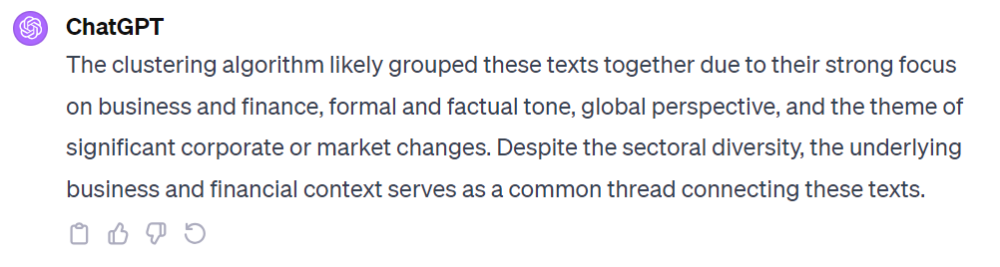 ChatGPT
The clustering algorithm likely grouped these texts together due to their strong focus
on business and finance, formal and factual tone, global perspective, and the theme of
significant corporate or market changes. Despite the sectoral diversity, the underlying
business and financial context serves as a common thread connecting these texts.